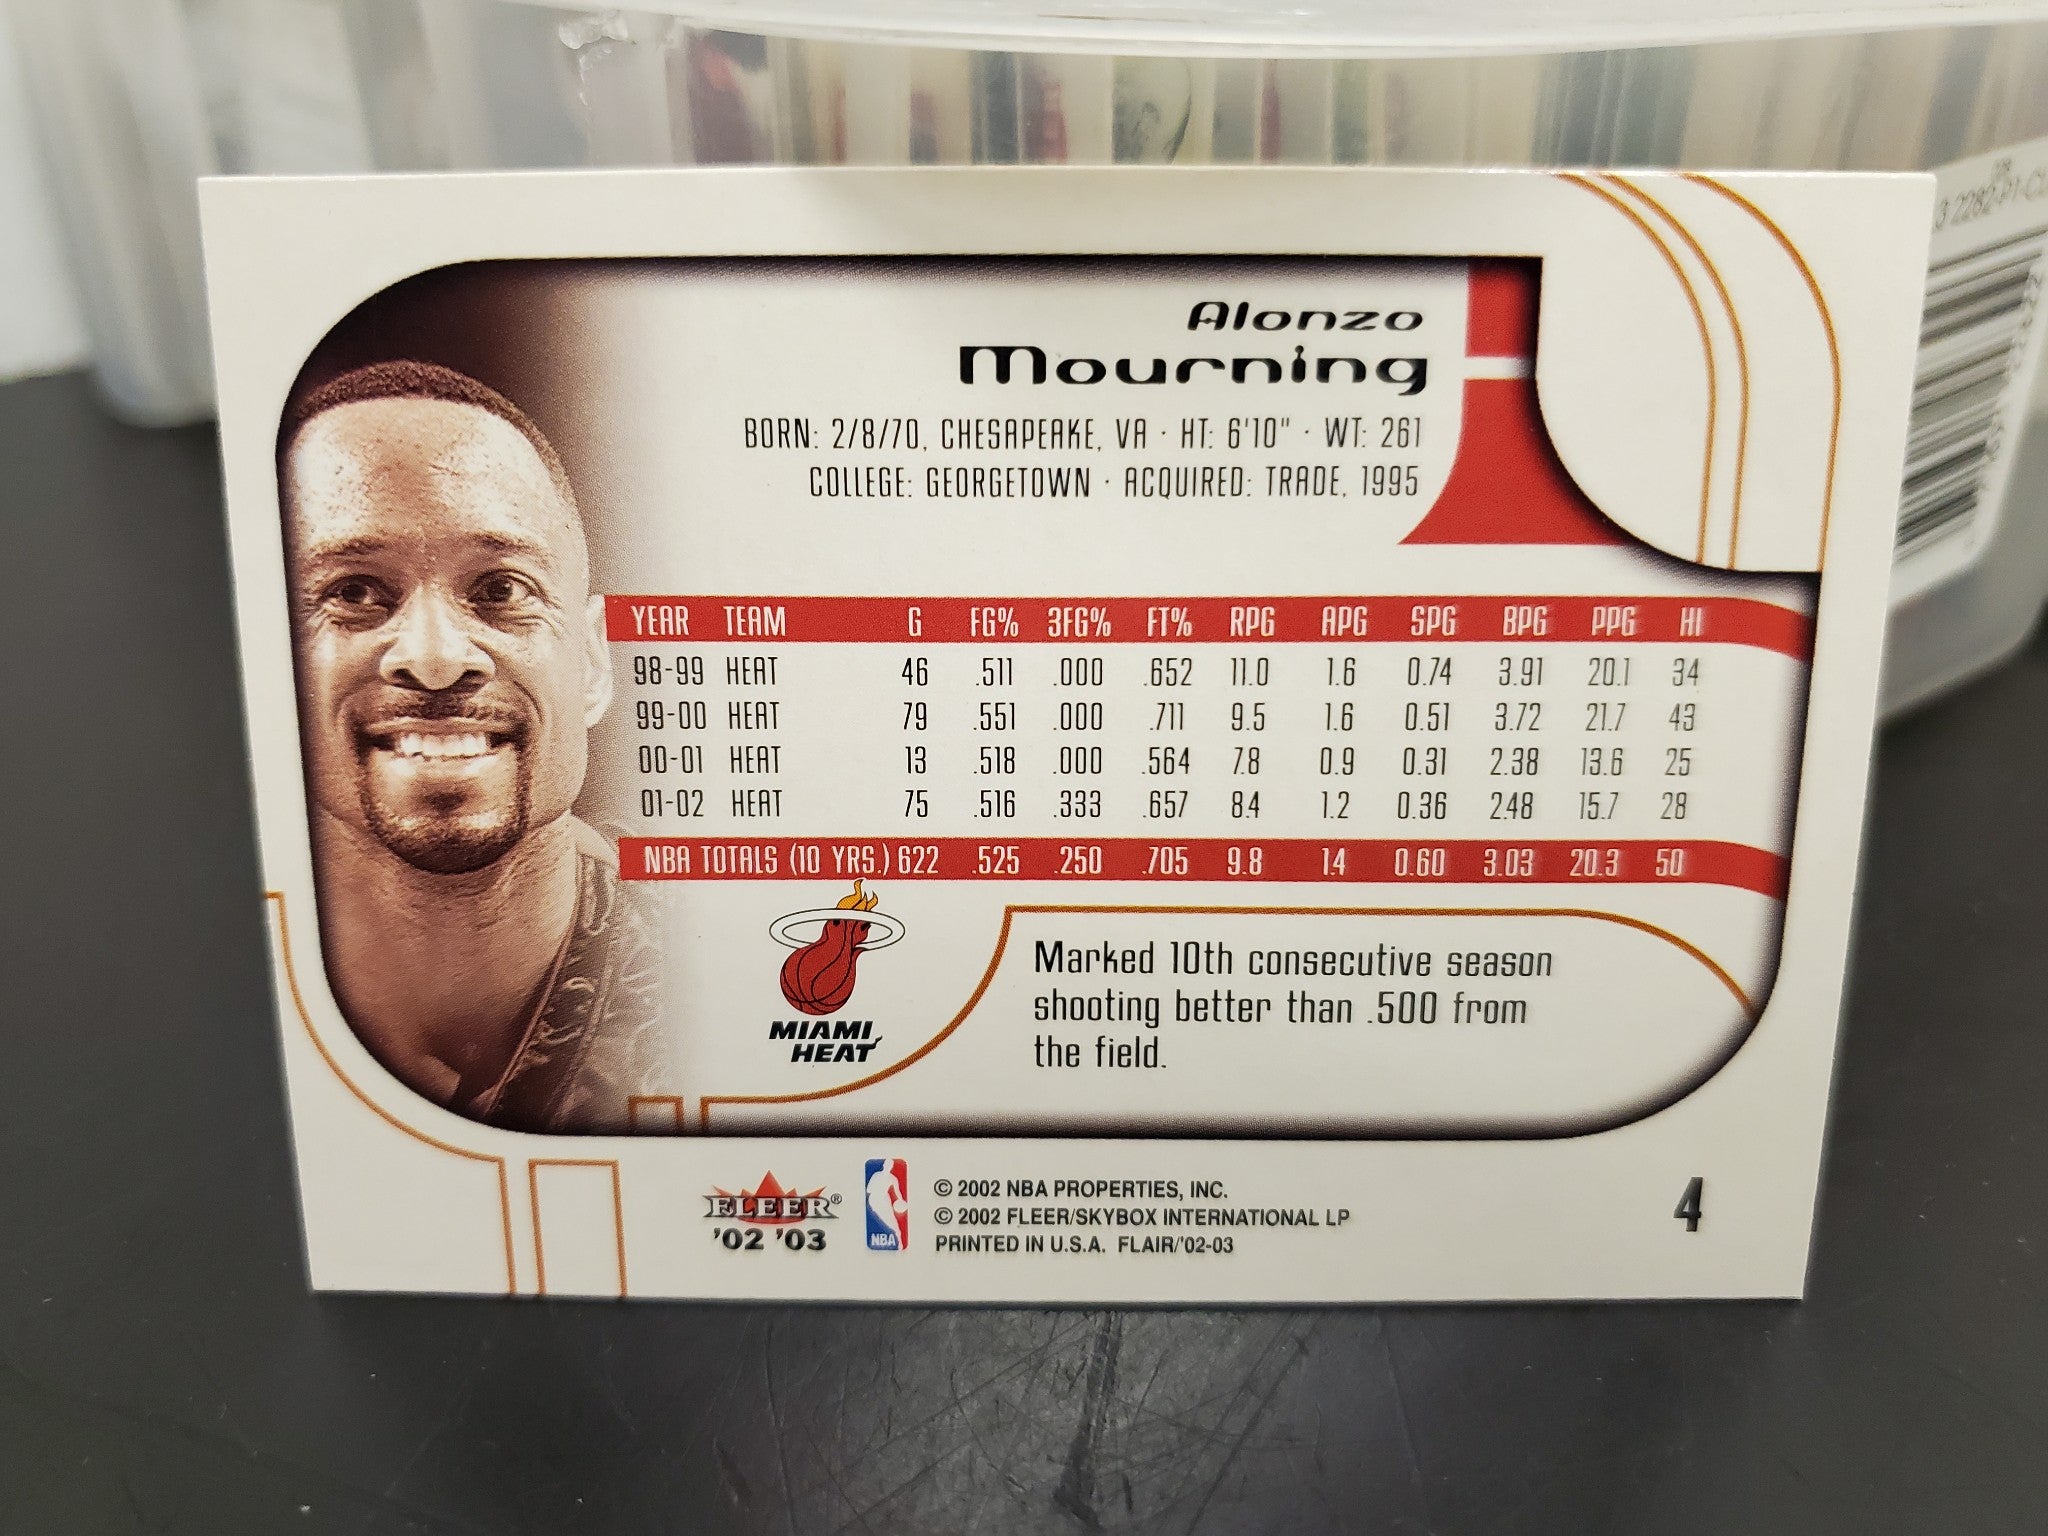 Alonzo
Mourning
BORN: 2/8/70, CHESAPEAKE, VA · HT: 6'10" · WT: 261
COLLEGE: GEORGETOWN · ACQUIRED: TRADE, 1995
YEAR TEAM G FG% 3FG% FT% RPG APG SPG BPG PPG HI
98-99 HEAT 46 .511 .000 .652 11.0 1.6 0.74 3.91 20.1 34
99-00 HEAT 79 .551 .000 .711 9.5 1.6 0.51 3.72 21.7 43
00-01 HEAT 13 .518 .000 .564 7.8 0.9 0.31 2.38 13.6 25
01-02 HEAT 75 .516 .333 .657 8.4 1.2 0.36 2.48 15.7 28
NBA TOTALS (10 YRS.) 622 .525 .250 .705 9.8 1.4 0.60 3.03 20.3 50
MIAMI
HEAT
Marked 10th consecutive season
shooting better than .500 from
the field.
FLEER®
'02 '03
NBA
© 2002 NBA PROPERTIES, INC.
© 2002 FLEER/SKYBOX INTERNATIONAL LP
PRINTED IN U.S.A. FLAIR/'02-03
4